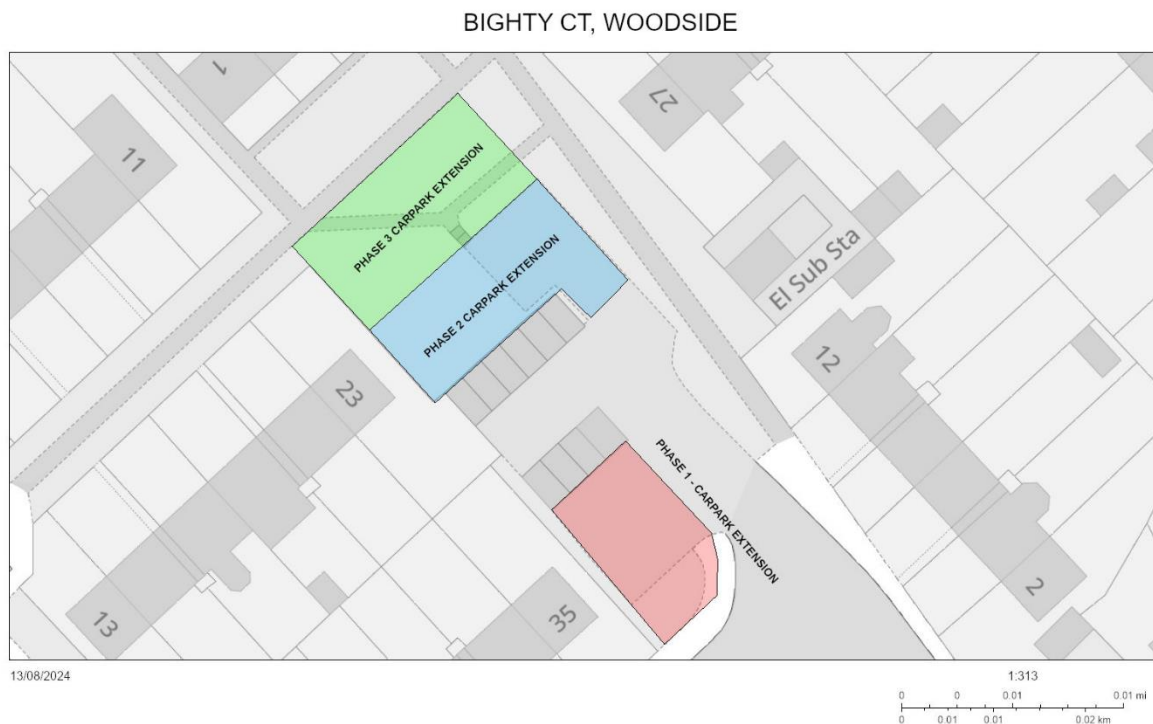 BIGHTY CT, WOODSIDE
1
27
11
PHASE 3 CARPARK EXTENSION
PHASE 2 CARPARK EXTENSION
El Sub Sta
12
23
PHASE 1 - CARPARK EXTENSION
2
13
35
13/08/2024
1:313
0 0 0.01 0.01 mi
0 0.01 0.01 0.02 km